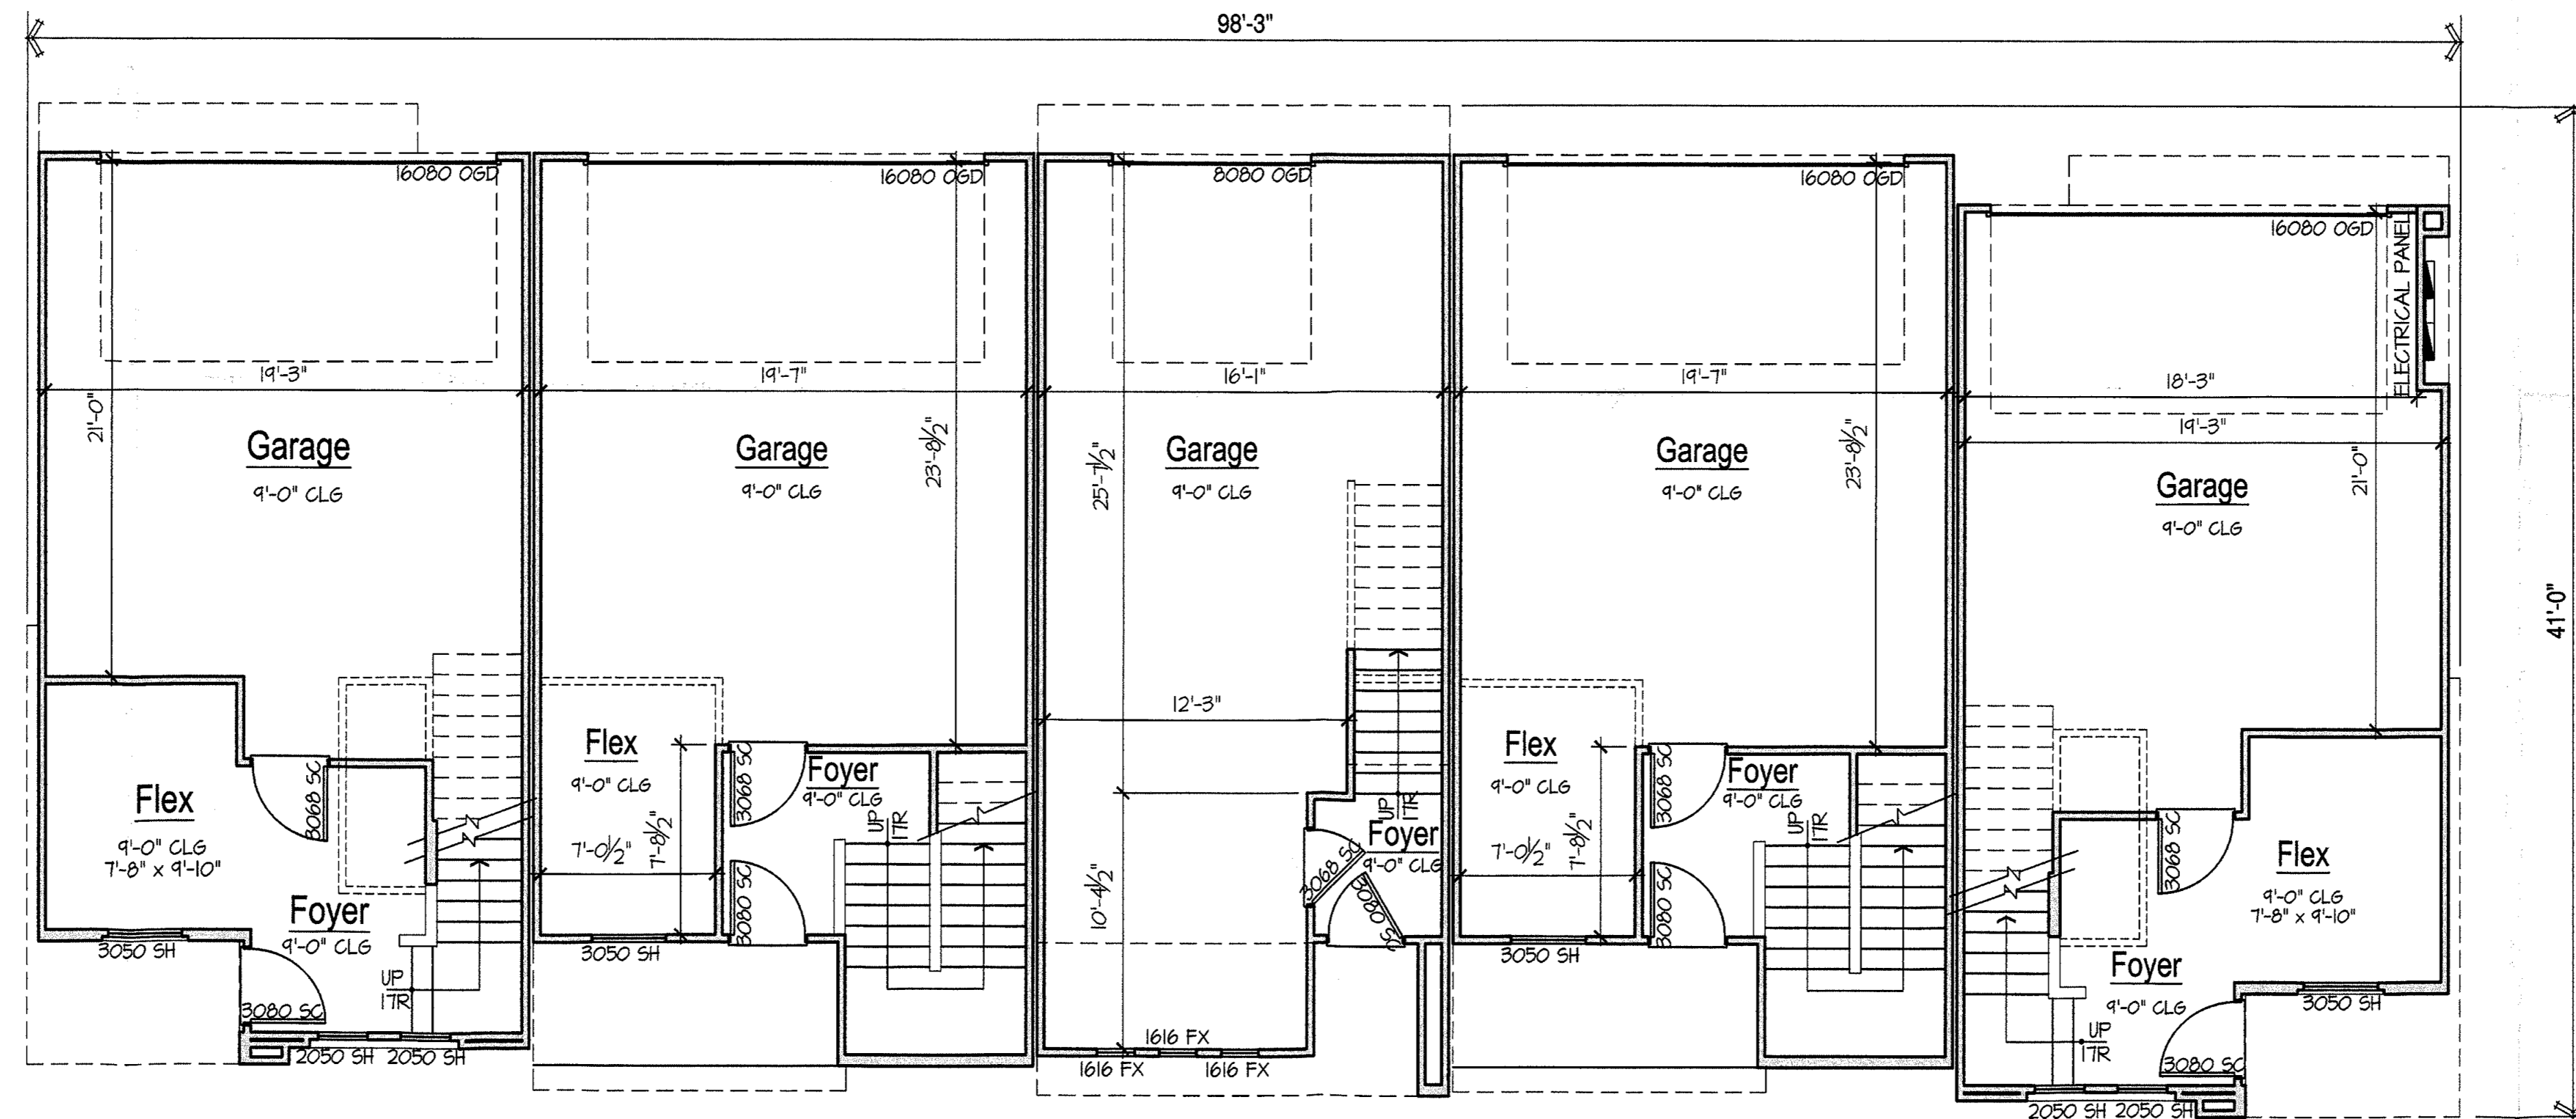 98'-3"
41'-0"
16080 OGD
19'-3"
21'-0"
Garage
9'-0" CLG
3068 SC
Flex
9'-0" CLG
7'-8" x 9'-10"
Foyer
9'-0" CLG
3050 SH
UP
17R
3080 SC
2050 SH
2050 SH
16080 OGD
19'-7"
23'-8½"
Garage
9'-0" CLG
Flex
9'-0" CLG
3068 SC
Foyer
9'-0" CLG
UP
17R
7'-0½"
7'-8½"
3080 SC
3050 SH
8080 OGD
16'-1"
25'-7½"
Garage
9'-0" CLG
12'-3"
UP
17R
Foyer
9'-0" CLG
3068 SC
3080 SC
10'-4½"
1616 FX
1616 FX
1616 FX
16080 OGD
19'-7"
23'-8½"
Garage
9'-0" CLG
Flex
9'-0" CLG
3068 SC
Foyer
9'-0" CLG
UP
17R
7'-0½"
7'-8½"
3080 SC
3050 SH
16080 OGD
ELECTRICAL PANEL
18'-3"
19'-3"
21'-0"
Garage
9'-0" CLG
3068 SC
Flex
9'-0" CLG
7'-8" x 9'-10"
Foyer
9'-0" CLG
3050 SH
UP
17R
3080 SC
2050 SH
2050 SH